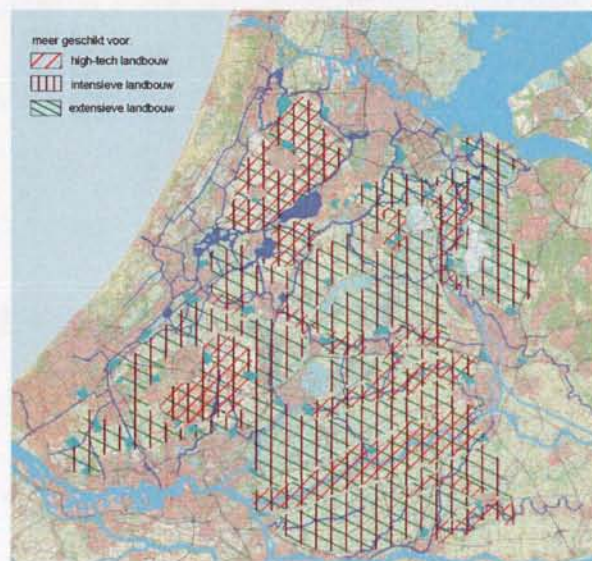 meer geschikt voor:
high-tech landbouw
intensieve landbouw
extensieve landbouw